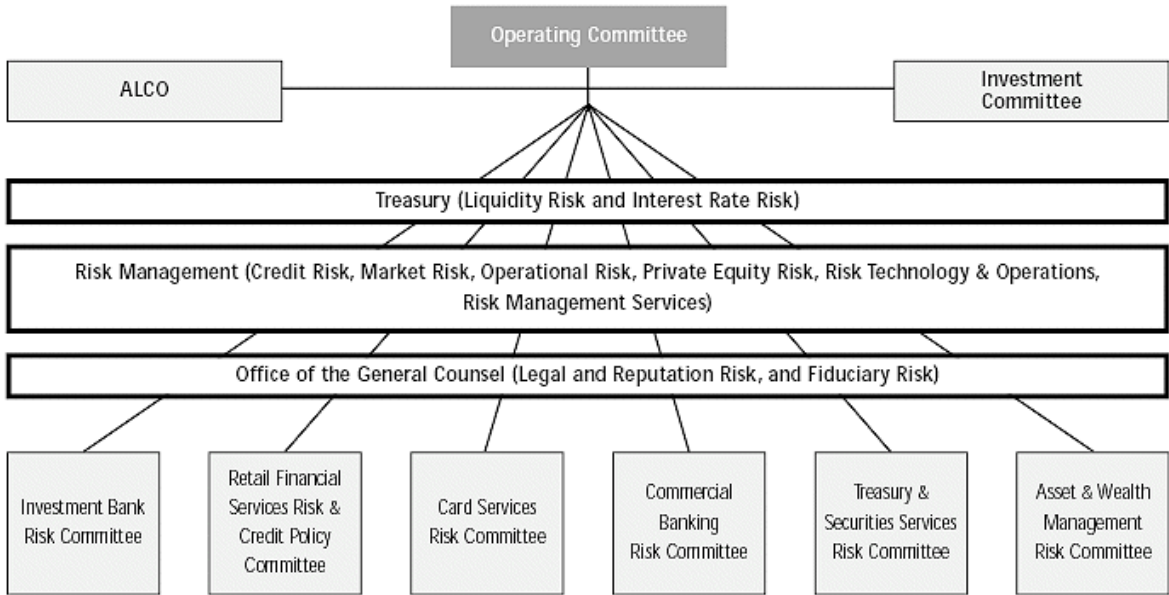 Operating Committee
ALCO
Investment
Committee
Treasury (Liquidity Risk and Interest Rate Risk)
Risk Management (Credit Risk, Market Risk, Operational Risk, Private Equity Risk, Risk Technology & Operations,
Risk Management Services)
Office of the General Counsel (Legal and Reputation Risk, and Fiduciary Risk)
Investment Bank
Risk Committee
Retail Financial
Services Risk &
Credit Policy
Committee
Card Services
Risk Committee
Commercial
Banking
Risk Committee
Treasury &
Securities Services
Risk Committee
Asset & Wealth
Management
Risk Committee